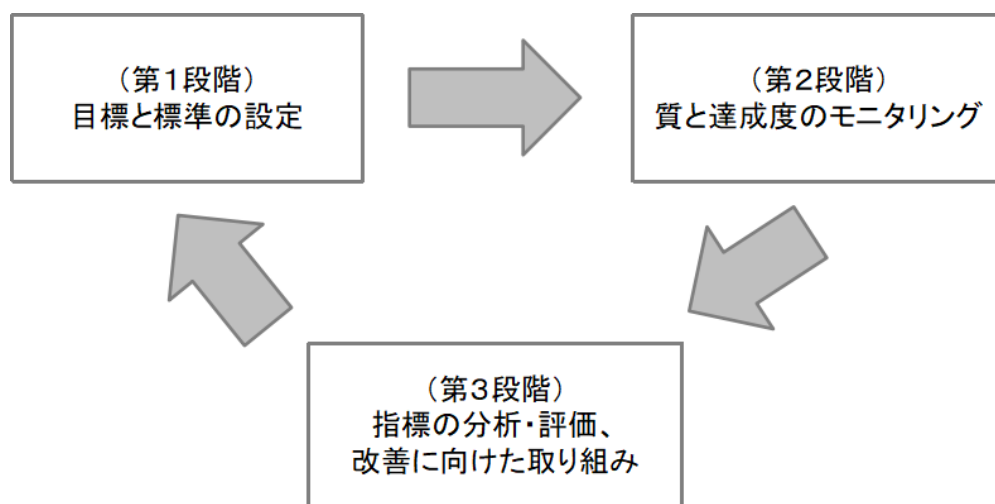 （第１段階）
目標と標準の設定
（第２段階）
質と達成度のモニタリング
（第３段階）
指標の分析・評価、
改善に向けた取り組み